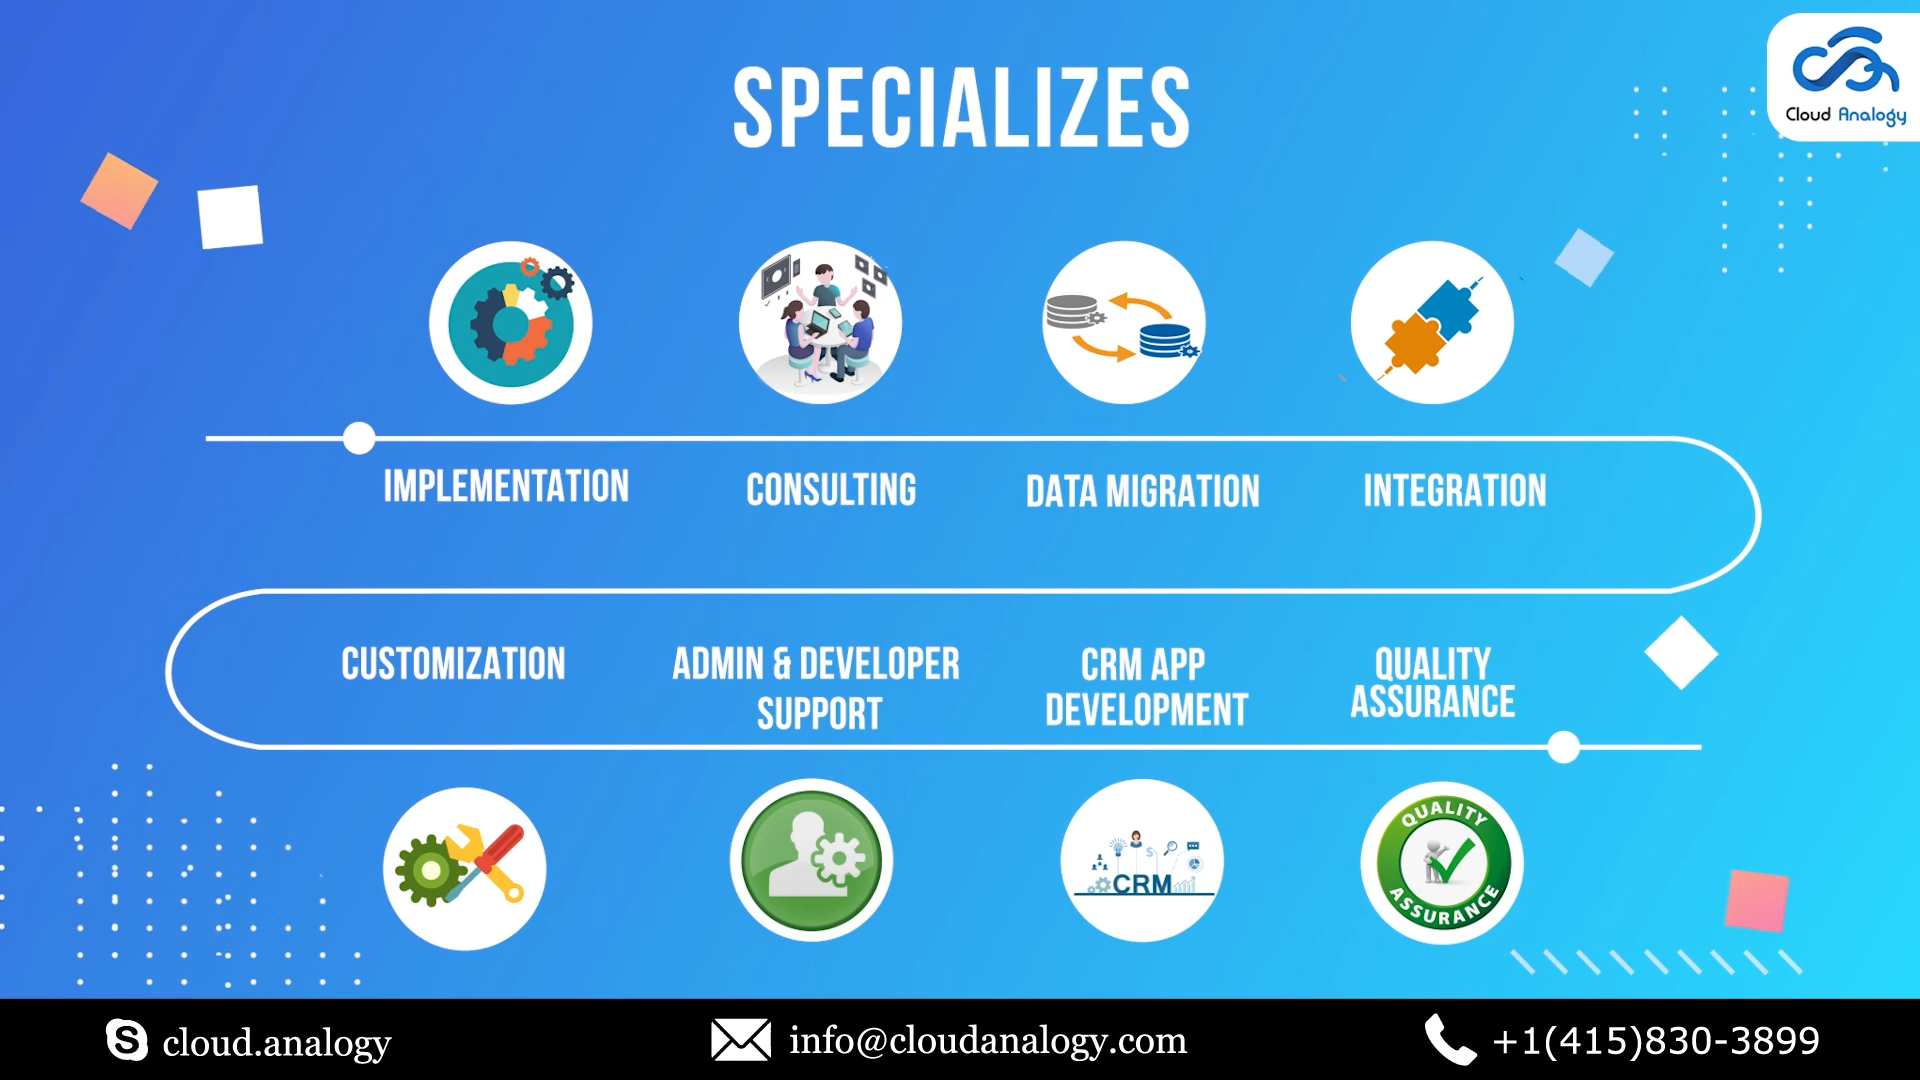 SPECIALIZES
Cloud Analogy
IMPLEMENTATION
CONSULTING
DATA MIGRATION
INTEGRATION
CUSTOMIZATION
ADMIN & DEVELOPER
SUPPORT
CRM APP
DEVELOPMENT
QUALITY
ASSURANCE
CRM
QUALITY
ASSURANCE
cloud.analogy
info@cloudanalogy.com
+1(415)830-3899